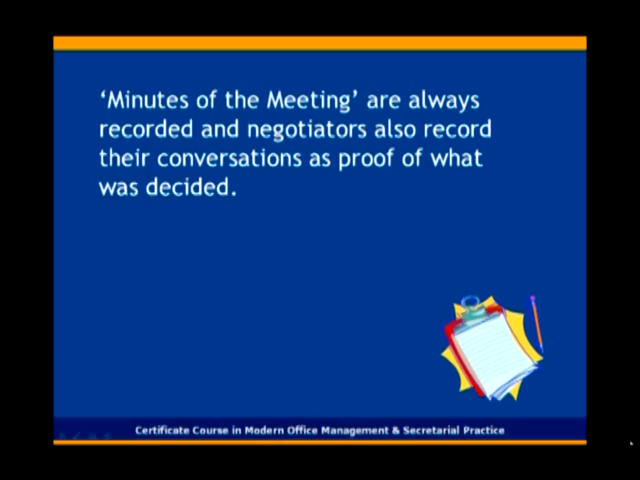 ‘Minutes of the Meeting’ are always
recorded and negotiators also record
their conversations as proof of what
was decided.
Certificate Course in Modern Office Management & Secretarial Practice